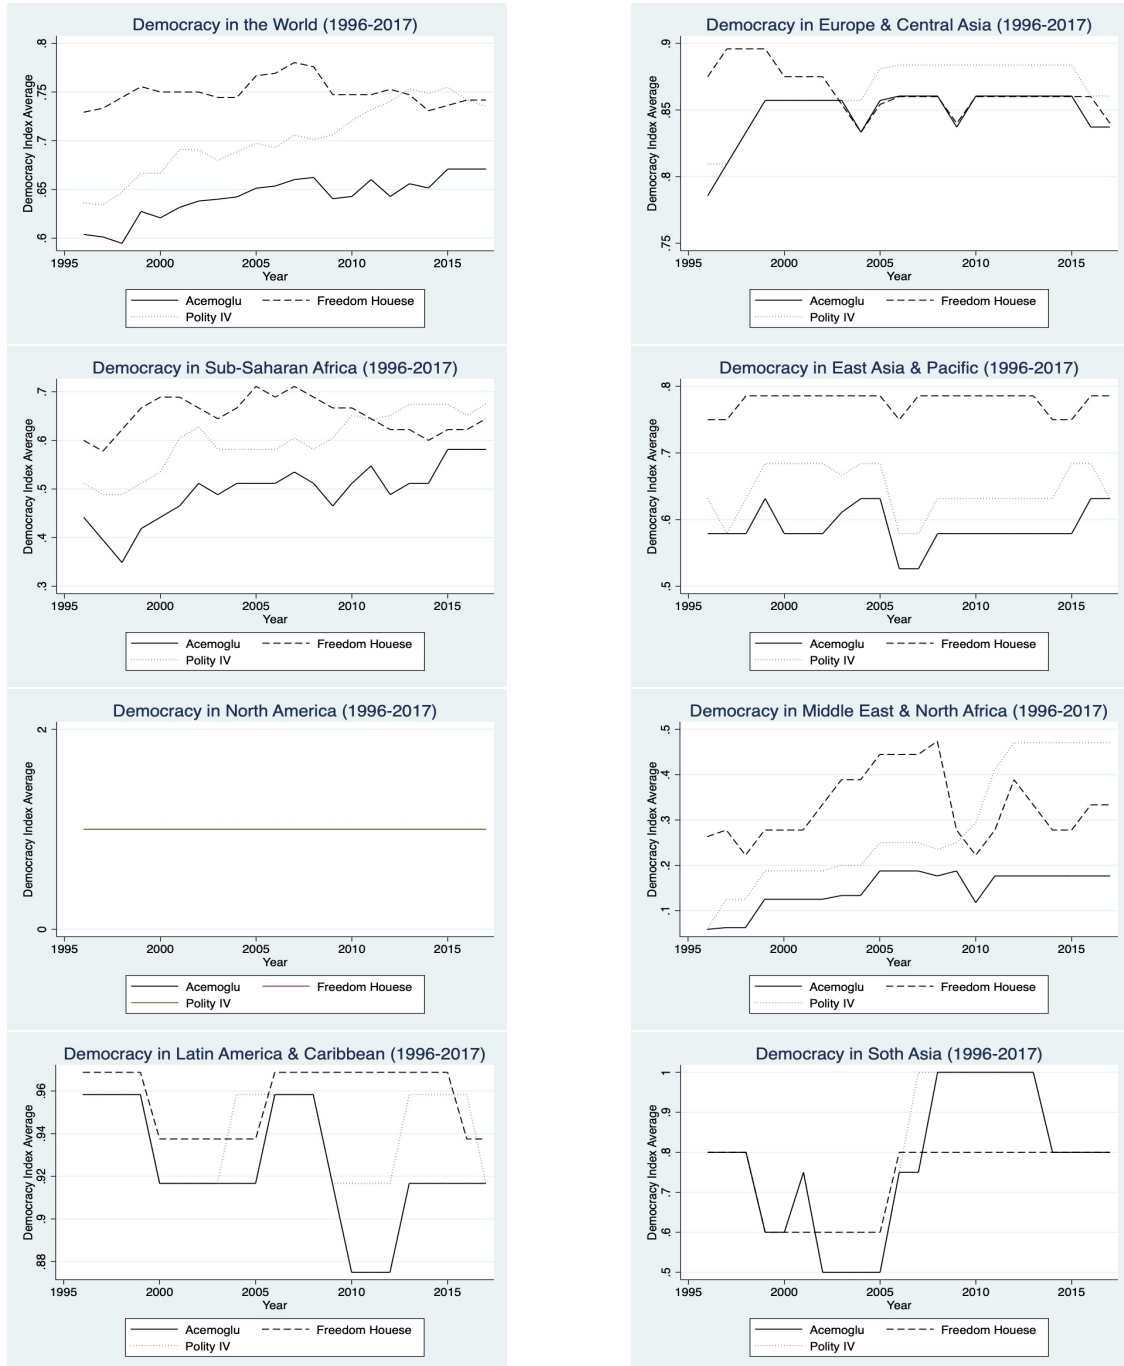 Democracy in the World (1996-2017)
Democracy Index Average
.8
.75
.7
.65
.6
1995 2000 2005 2010 2015
Year
Acemoglu Freedom Houese
Polity IV
Democracy in Europe & Central Asia (1996-2017)
Democracy Index Average
.9
.85
.8
.75
1995 2000 2005 2010 2015
Year
Acemoglu Freedom Houese
Polity IV
Democracy in Sub-Saharan Africa (1996-2017)
Democracy Index Average
.7
.6
.5
.4
.3
1995 2000 2005 2010 2015
Year
Acemoglu Freedom Houese
Polity IV
Democracy in East Asia & Pacific (1996-2017)
Democracy Index Average
.8
.7
.6
.5
1995 2000 2005 2010 2015
Year
Acemoglu Freedom Houese
Polity IV
Democracy in North America (1996-2017)
Democracy Index Average
2
0
1995 2000 2005 2010 2015
Year
Acemoglu Freedom Houese
Polity IV
Democracy in Middle East & North Africa (1996-2017)
Democracy Index Average
.5
.4
.3
.2
.1
1995 2000 2005 2010 2015
Year
Acemoglu Freedom Houese
Polity IV
Democracy in Latin America & Caribbean (1996-2017)
Democracy Index Average
.96
.94
.92
.9
.88
1995 2000 2005 2010 2015
Year
Acemoglu Freedom Houese
Polity IV
Democracy in Soth Asia (1996-2017)
Democracy Index Average
1
.9
.8
.7
.6
.5
1995 2000 2005 2010 2015
Year
Acemoglu Freedom Houese
Polity IV